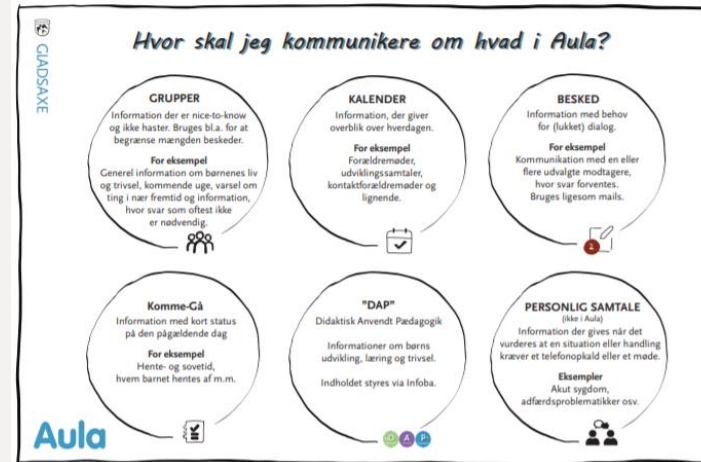 GLADSAXE
Hvor skal jeg kommunikere om hvad i Aula?
GRUPPER
Information der er nice-to-know
og ikke haster. Bruges bl.a. for at
begrænse mængden beskeder.
For eksempel
Generel information om børnenes liv
og trivsel, kommende uge, varsel om
ting i nær fremtid og information,
hvor svar som oftest ikke
er nødvendig.
KALENDER
Information, der giver
overblik over hverdagen.
For eksempel
Forældremøder,
udviklingssamtaler,
kontaktforældremøder og
lignende.
BESKED
Information med behov
for (lukket) dialog.
For eksempel
Kommunikation med en eller
flere udvalgte modtagere,
hvor svar forventes.
Bruges ligesom mails.
2
Komme-Gå
Information med kort status
på den pågældende dag
For eksempel
Hente- og sovetid,
hvem barnet hentes af m.m.
"DAP"
Didaktisk Anvendt Pædagogik
Informationer om børns
udvikling, læring og trivsel.
Indholdet styres via Infoba.
D A P
PERSONLIG SAMTALE
(ikke i Aula)
Information der gives når det
vurderes at en situation eller handling
kræver et telefonopkald eller et møde.
Eksempler
Akut sygdom,
adfærdsproblematikker osv.
Aula